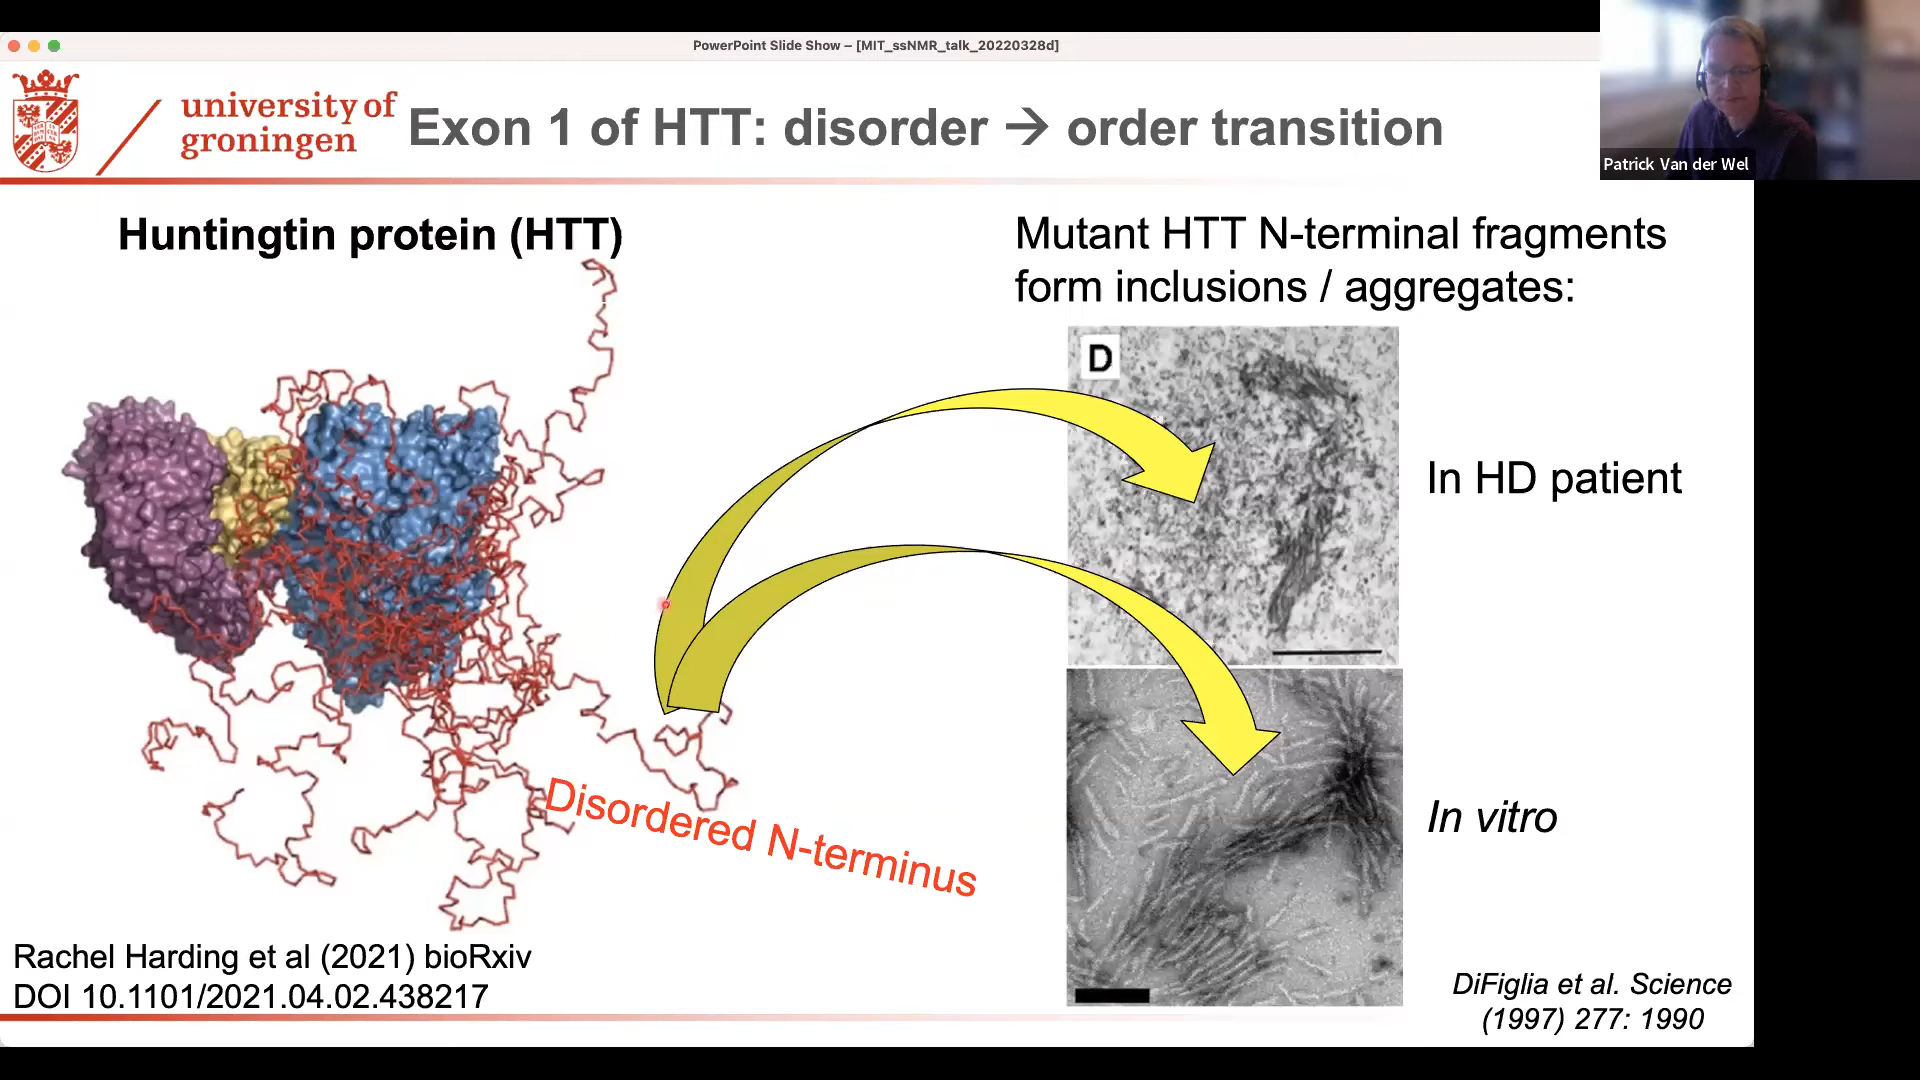 PowerPoint Slide Show – [MIT_ssNMR_talk_20220328d]
university of
groningen
Exon 1 of HTT: disorder → order transition
Patrick Van der Wel
Huntingtin protein (HTT)
Mutant HTT N-terminal fragments
form inclusions / aggregates:
D
In HD patient
Disordered N-terminus
In vitro
Rachel Harding et al (2021) bioRxiv
DOI 10.1101/2021.04.02.438217
DiFiglia et al. Science
(1997) 277: 1990